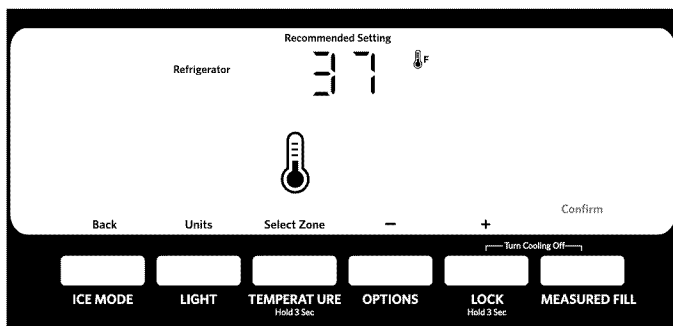 Recommended Setting
Refrigerator 37 F
Back Units Select Zone − +
Confirm
Turn Cooling Off
ICE MODE LIGHT TEMPERAT URE OPTIONS LOCK MEASURED FILL
Hold 3 Sec Hold 3 Sec